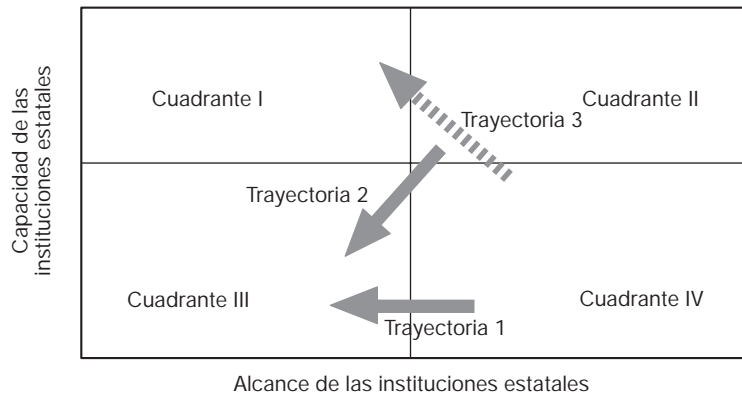 Capacidad de las
instituciones estatales
Cuadrante I
Cuadrante II
Trayectoria 3
Trayectoria 2
Cuadrante III
Cuadrante IV
Trayectoria 1
Alcance de las instituciones estatales